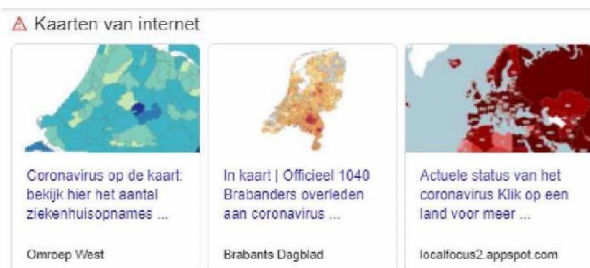 Kaarten van internet
Coronavirus op de kaart:
bekijk hier het aantal
ziekenhuisopnames ...
Omroep West
In kaart | Officieel 1040
Brabanders overleden
aan coronavirus ...
Brabants Dagblad
Actuele status van het
coronavirus Klik op een
land voor meer ...
localfocus2.appspot.com